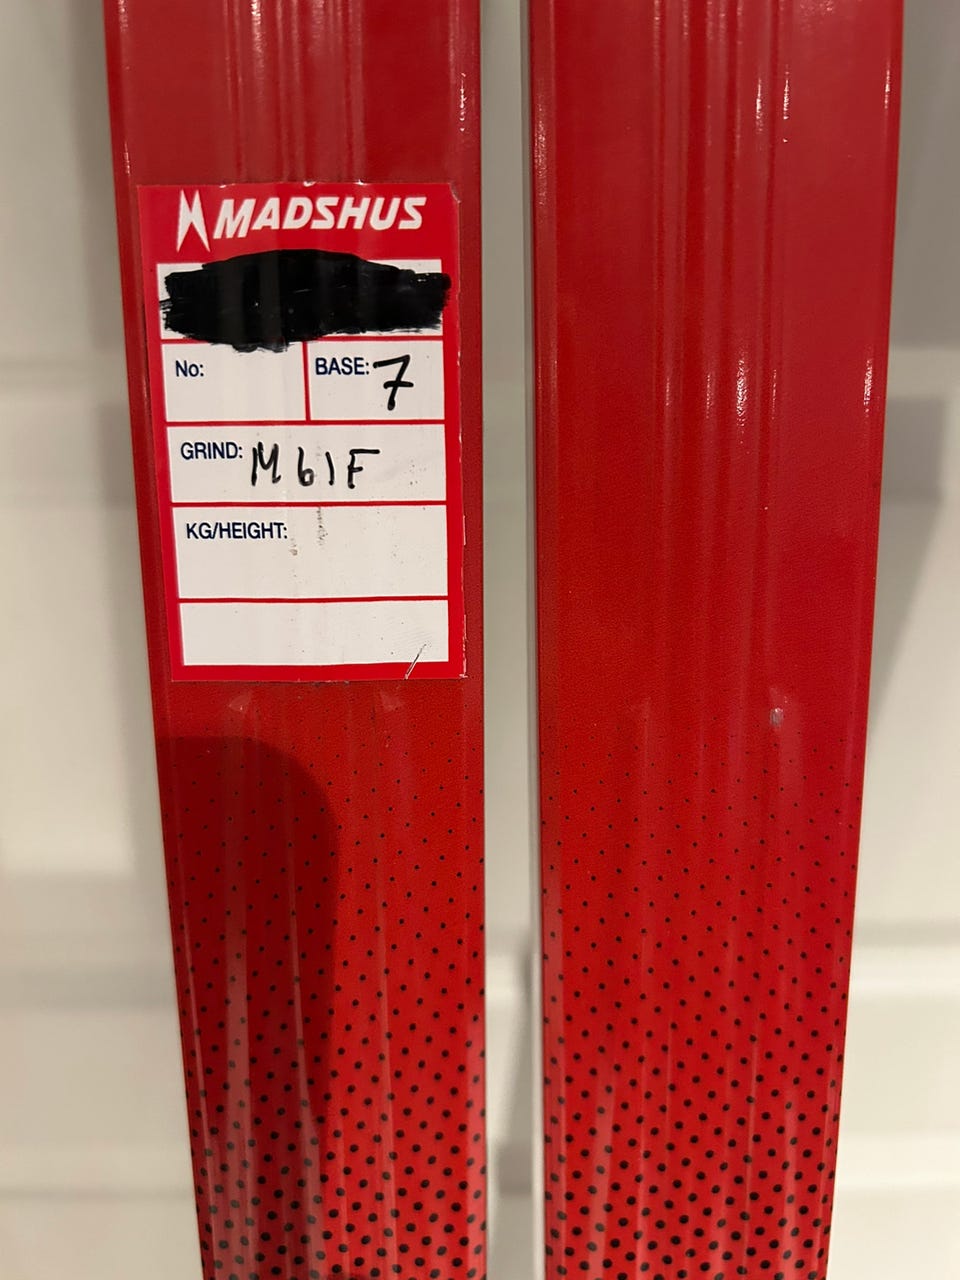 MADSHUS
No:
BASE: 7
GRIND: M61F
KG/HEIGHT: